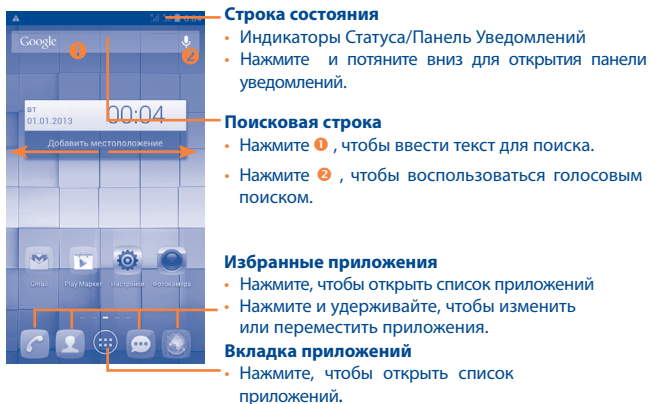 Строка состояния
• Индикаторы Статуса/Панель Уведомлений
• Нажмите и потяните вниз для открытия панели
уведомлений.
Google
❶
❷
вт
01.01.2013
00:04
Добавить местоположение
Поисковая строка
• Нажмите ❶ , чтобы ввести текст для поиска.
• Нажмите ❷ , чтобы воспользоваться голосовым
поиском.
Gmail Play Маркет Настройки Фотокамера
Избранные приложения
• Нажмите, чтобы открыть список приложений
• Нажмите и удерживайте, чтобы изменить
или переместить приложения.
Вкладка приложений
• Нажмите, чтобы открыть список
приложений.